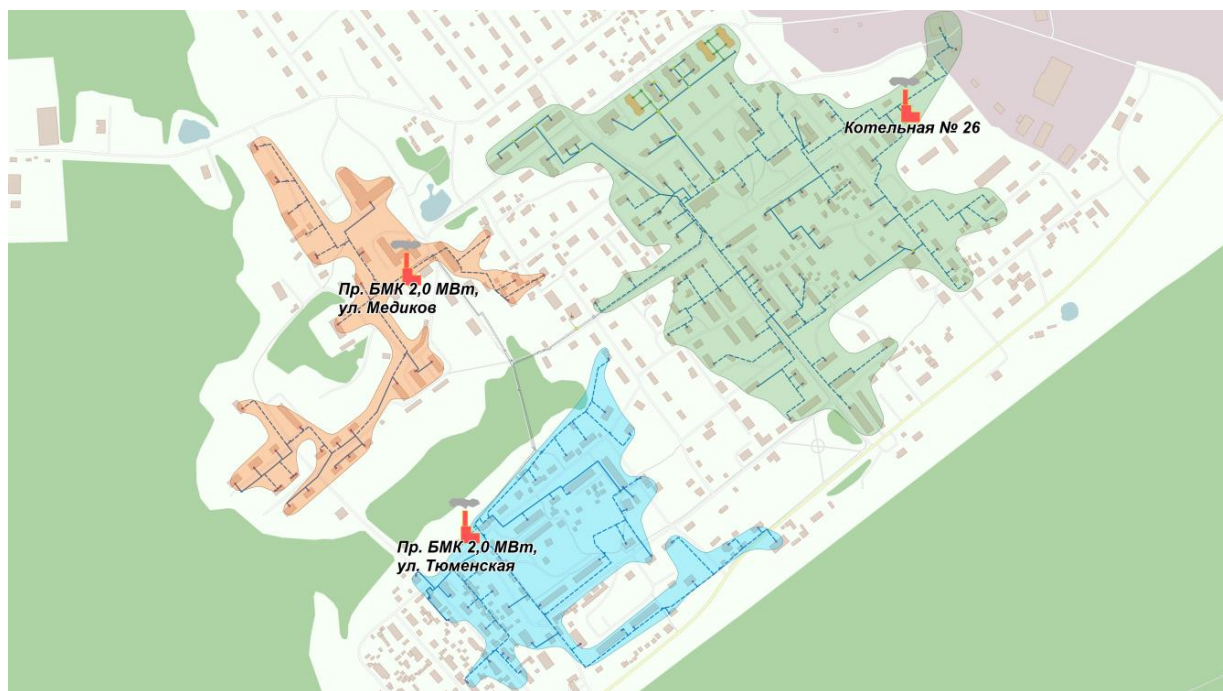 Котельная № 26
Пр. БМК 2,0 МВт,
ул. Медиков
Пр. БМК 2,0 МВт,
ул. Тюменская